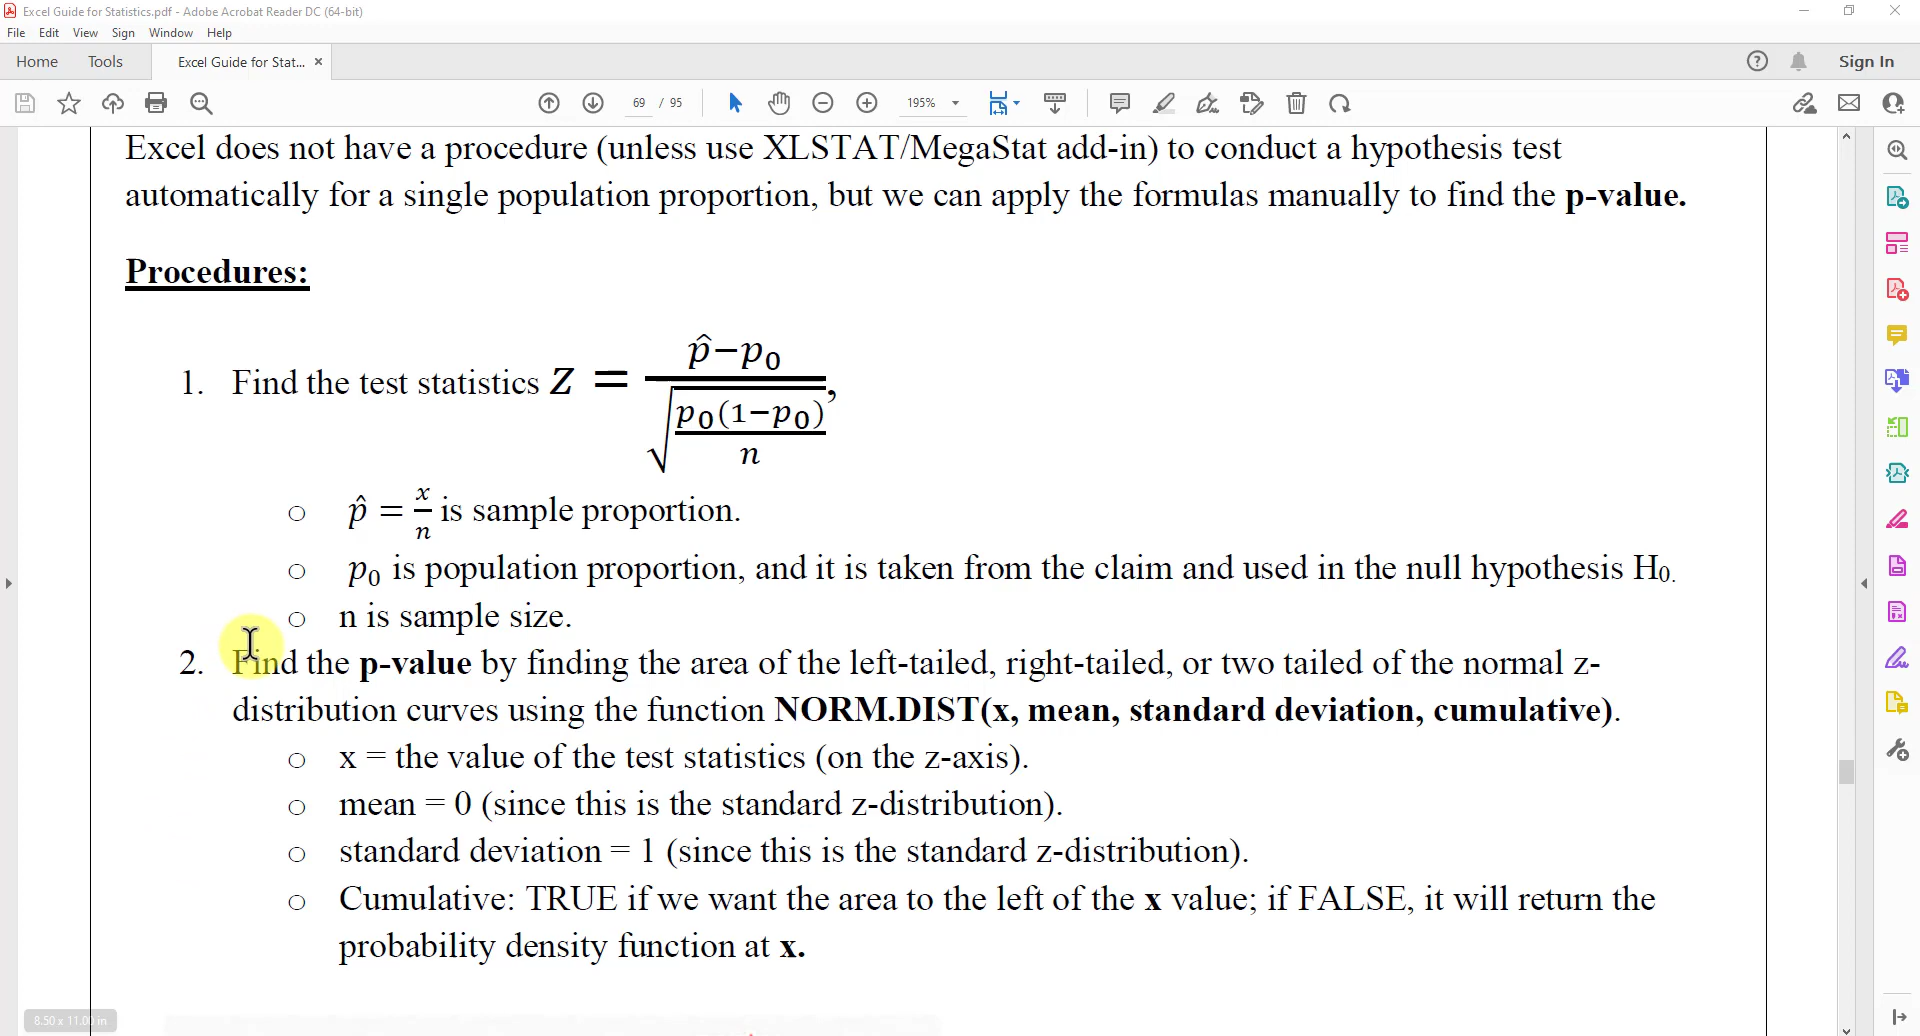 Excel Guide for Statistics.pdf - Adobe Acrobat Reader DC (64-bit)
File Edit View Sign Window Help
Home Tools Excel Guide for Stat... × Sign In
69 / 95 195%
Excel does not have a procedure (unless use XLSTAT/MegaStat add-in) to conduct a hypothesis test
automatically for a single population proportion, but we can apply the formulas manually to find the p-value.
Procedures:
1. Find the test statistics z = (p̂−p₀)/√(p₀(1−p₀)/n),
○ p̂ = x/n is sample proportion.
○ p₀ is population proportion, and it is taken from the claim and used in the null hypothesis H₀.
○ n is sample size.
2. Find the p-value by finding the area of the left-tailed, right-tailed, or two tailed of the normal z-
distribution curves using the function NORM.DIST(x, mean, standard deviation, cumulative).
○ x = the value of the test statistics (on the z-axis).
○ mean = 0 (since this is the standard z-distribution).
○ standard deviation = 1 (since this is the standard z-distribution).
○ Cumulative: TRUE if we want the area to the left of the x value; if FALSE, it will return the
probability density function at x.
8.50 x 11.00 in